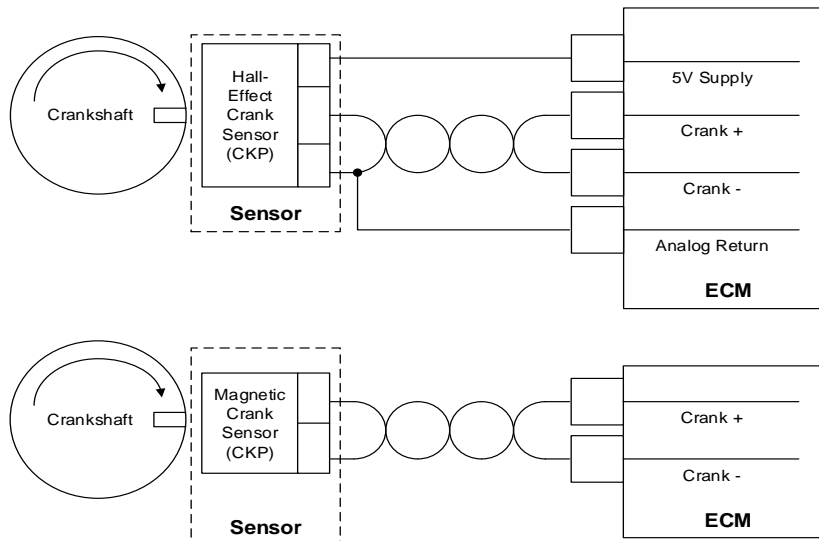 Crankshaft
Hall-
Effect
Crank
Sensor
(CKP)
Sensor
5V Supply
Crank +
Crank -
Analog Return
ECM
Crankshaft
Magnetic
Crank
Sensor
(CKP)
Sensor
Crank +
Crank -
ECM